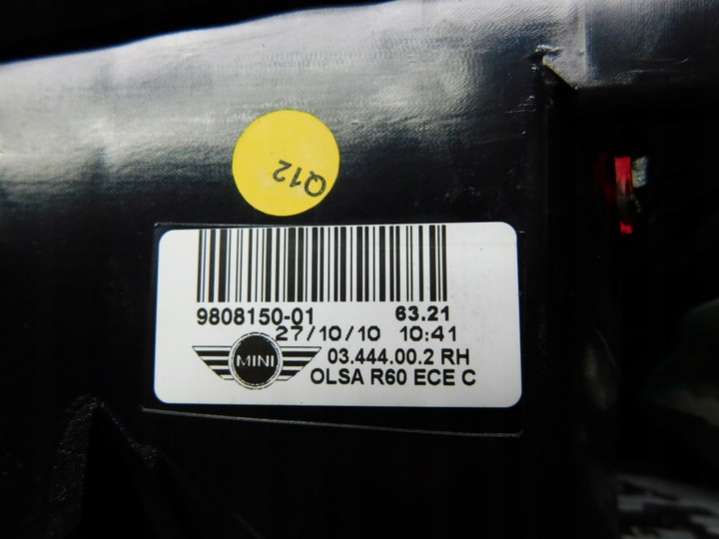 Q12
9808150-01 63.21
27/10/10 10:41
MINI
03.444.00.2 RH
OLSA R60 ECE C